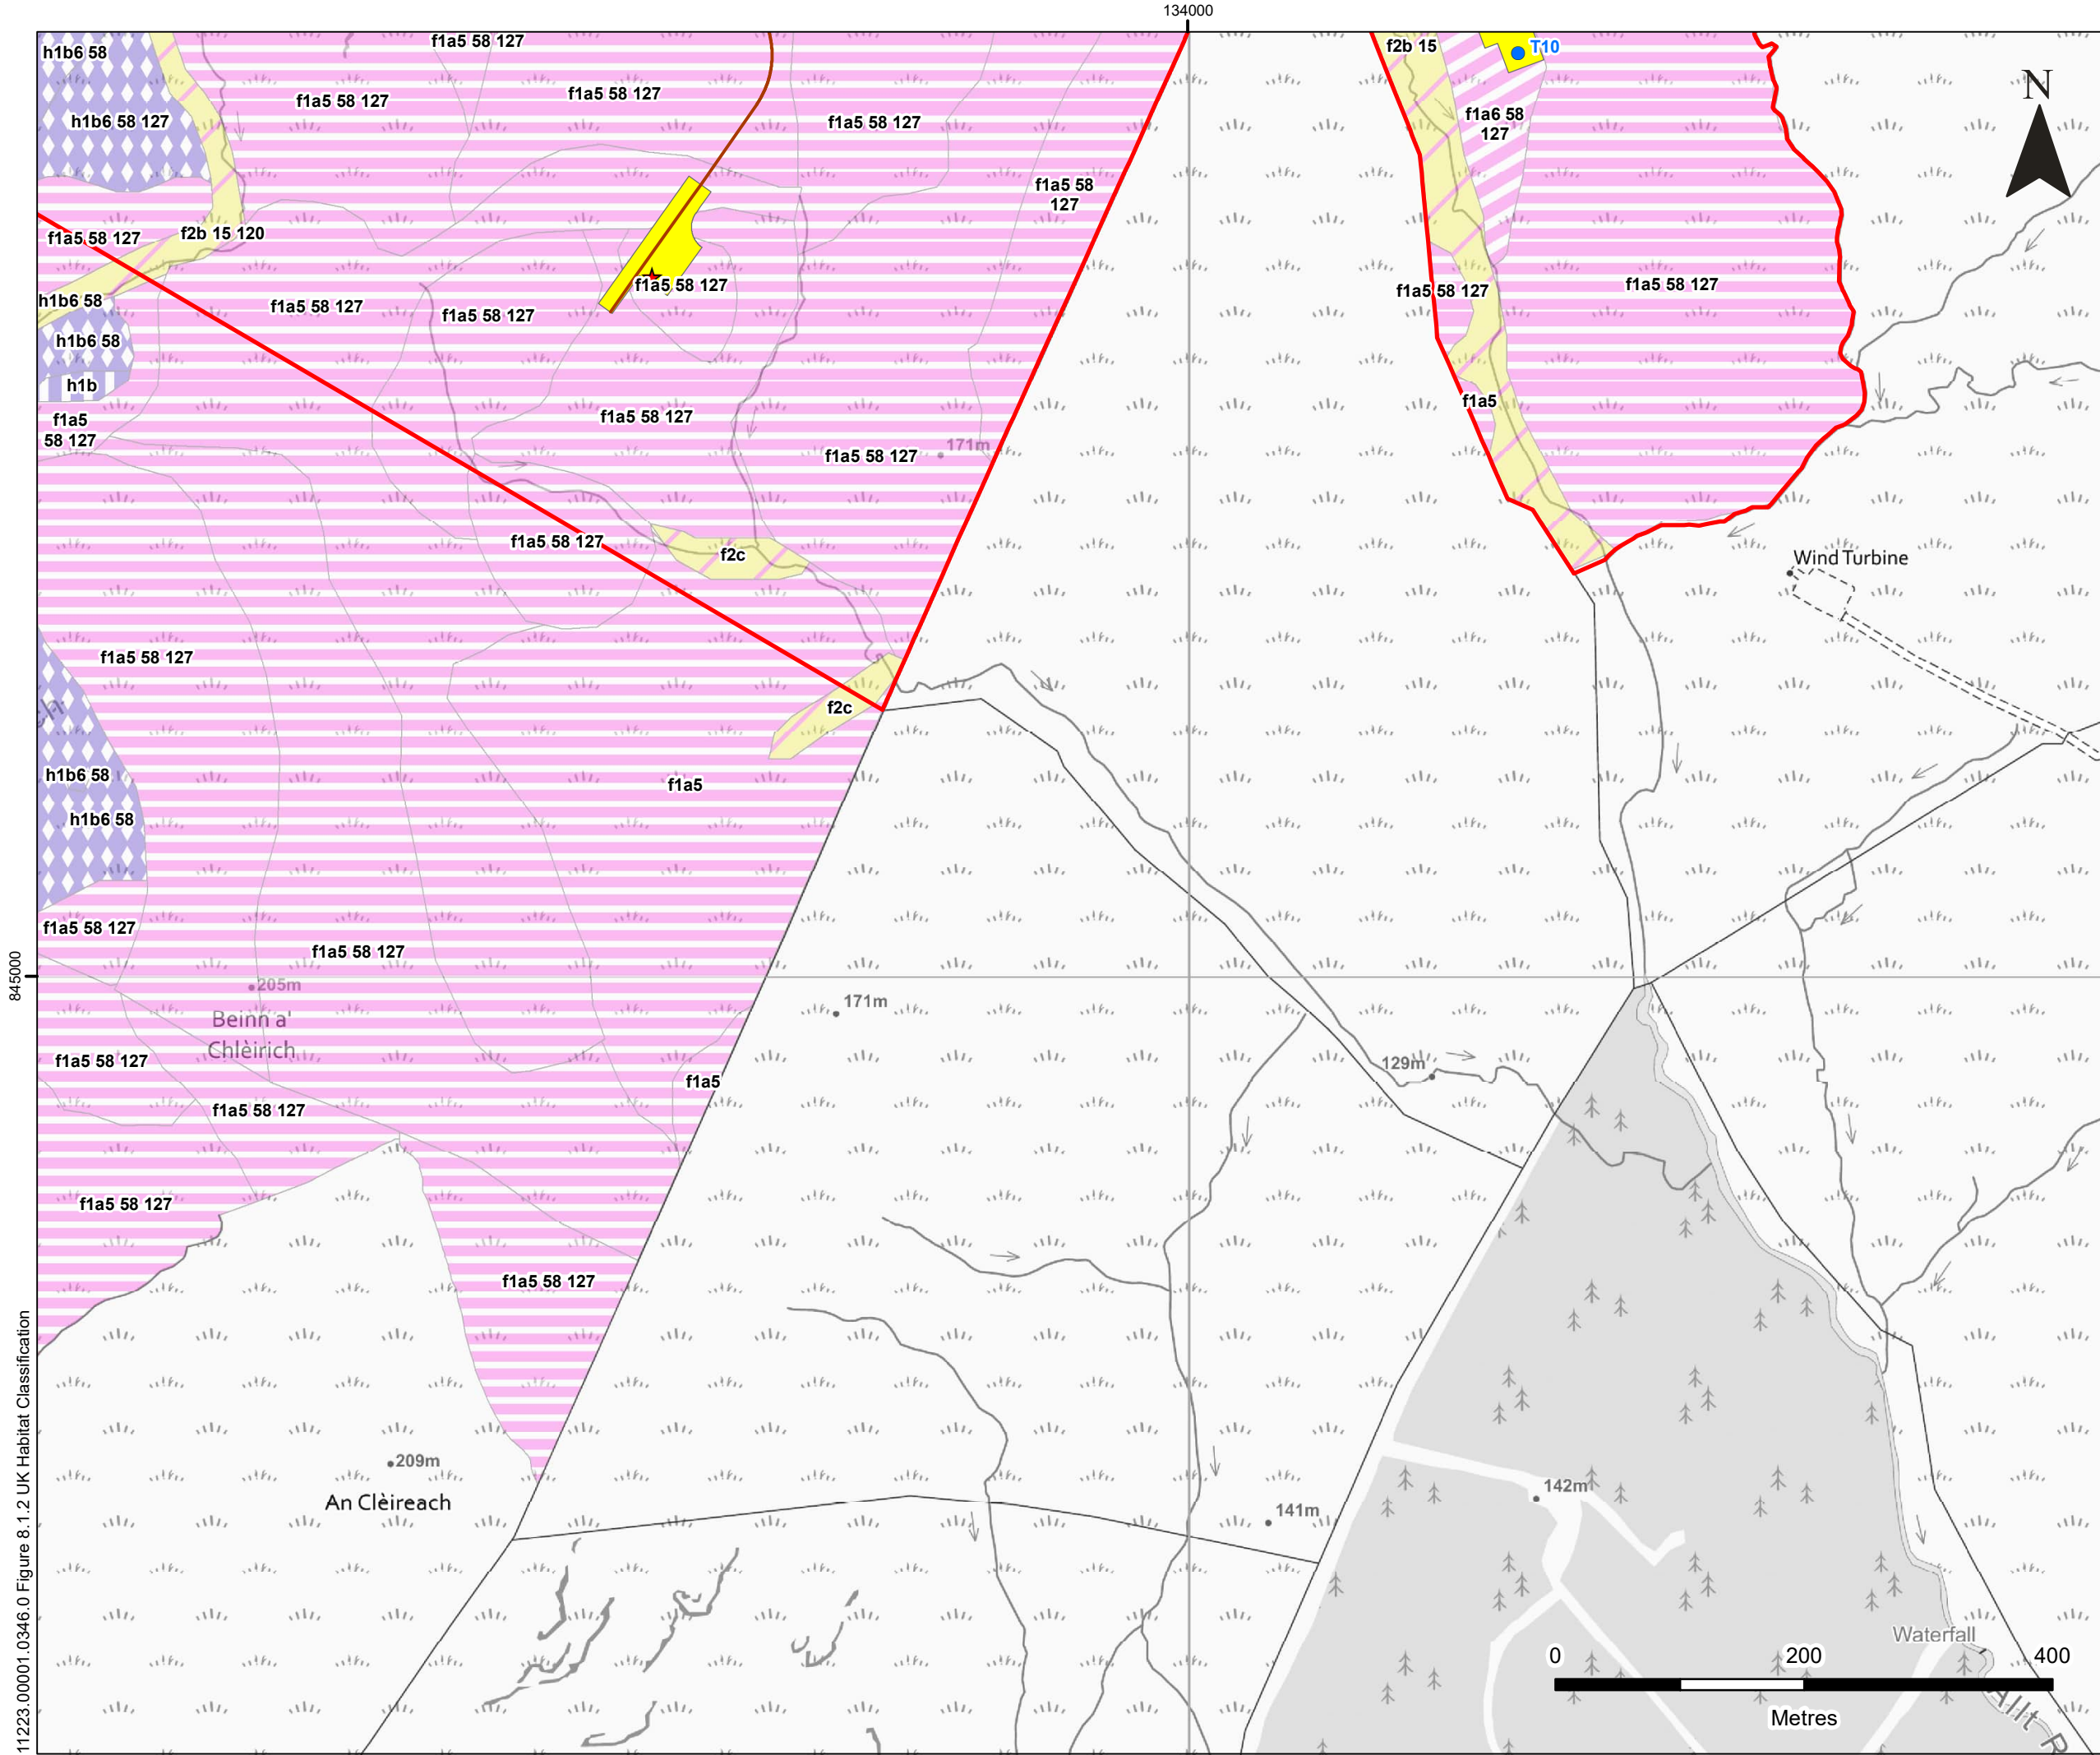 134000
h1b6 58
f1a5 58 127
f2b 15
T10
N
f1a5 58 127
f1a5 58 127
h1b6 58 127
f1a5 58 127
f1a6 58
127
f1a5 58
127
f2b 15 120
f1a5 58 127
f1a5 58 127
f1a5 58 127
f1a5 58 127
h1b6 58
f1a5 58 127
f1a5 58 127
h1b6 58
h1b
f1a5
f1a5
58 127
f1a5 58 127
171m
f1a5 58 127
f1a5 58 127
f2c
Wind Turbine
f1a5 58 127
f2c
h1b6 58
f1a5
h1b6 58
f1a5 58 127
f1a5 58 127
845000
205m
171m
Beinn a'
Chlèirich
f1a5 58 127
129m
f1a5
f1a5 58 127
f1a5 58 127
f1a5 58 127
209m
142m
An Clèireach
141m
Waterfall
0 200 400
Metres
Allt
11223.00001.0346.0 Figure 8.1.2 UK Habitat Classification